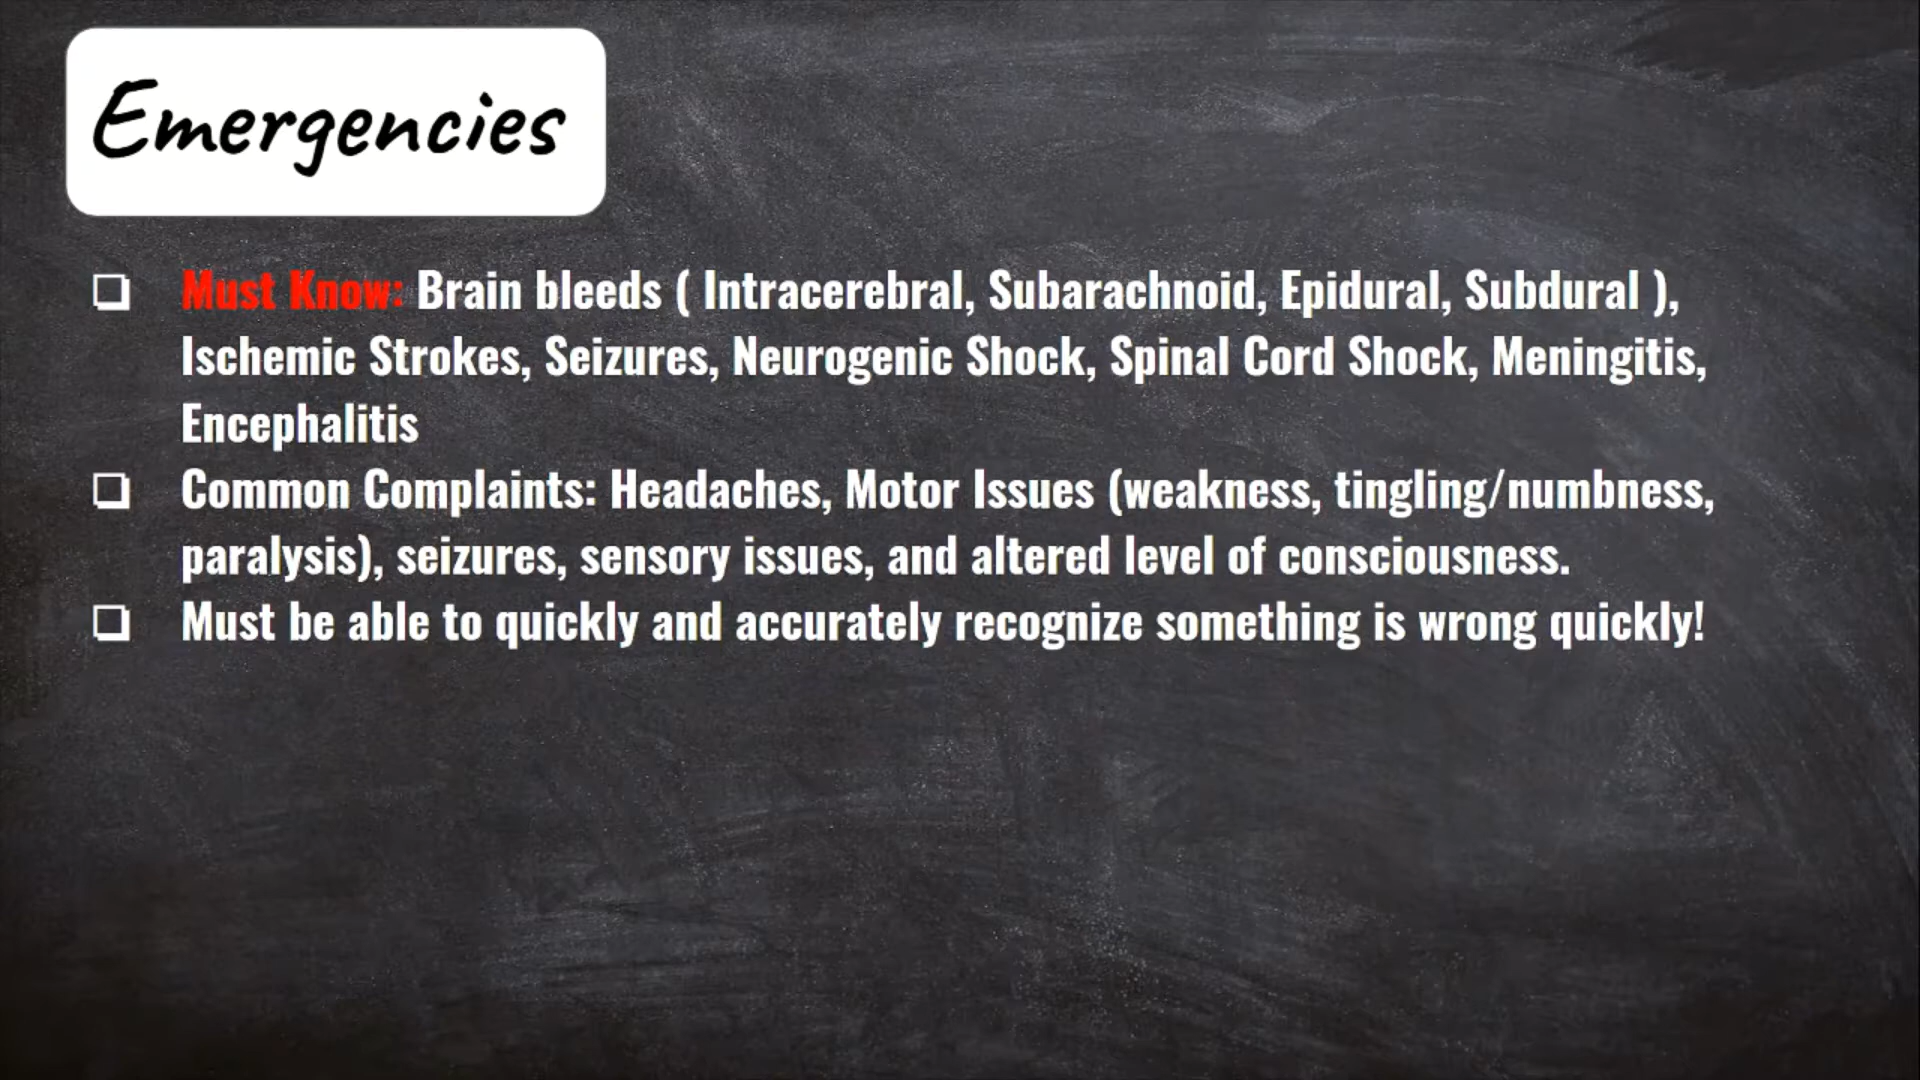 Emergencies
Must Know: Brain bleeds ( Intracerebral, Subarachnoid, Epidural, Subdural ),
Ischemic Strokes, Seizures, Neurogenic Shock, Spinal Cord Shock, Meningitis,
Encephalitis
Common Complaints: Headaches, Motor Issues (weakness, tingling/numbness,
paralysis), seizures, sensory issues, and altered level of consciousness.
Must be able to quickly and accurately recognize something is wrong quickly!